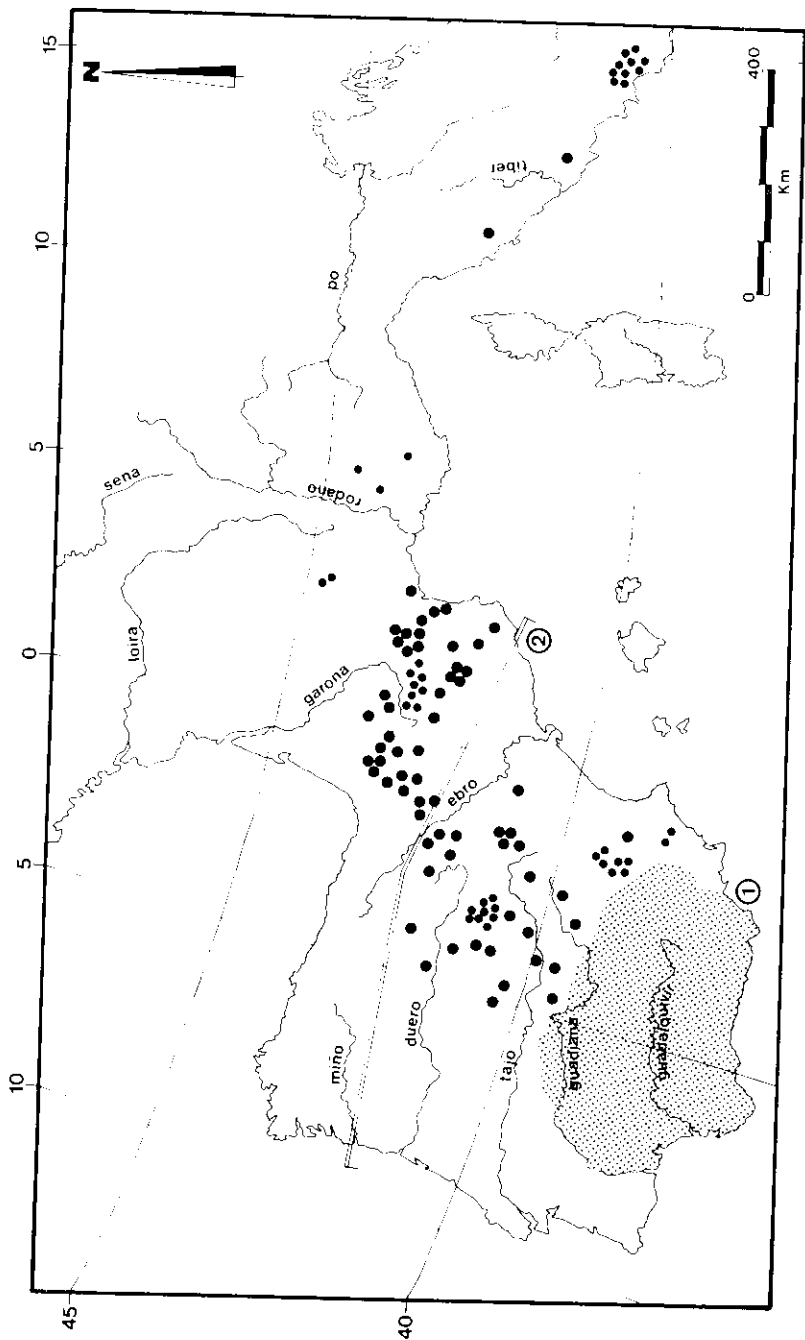 10
5
0
5
10
15
N
45
40
sena
loira
garona
rodano
po
tiber
miño
duero
ebro
tajo
guadiana
guadalquivir
①
②
0
400
Km